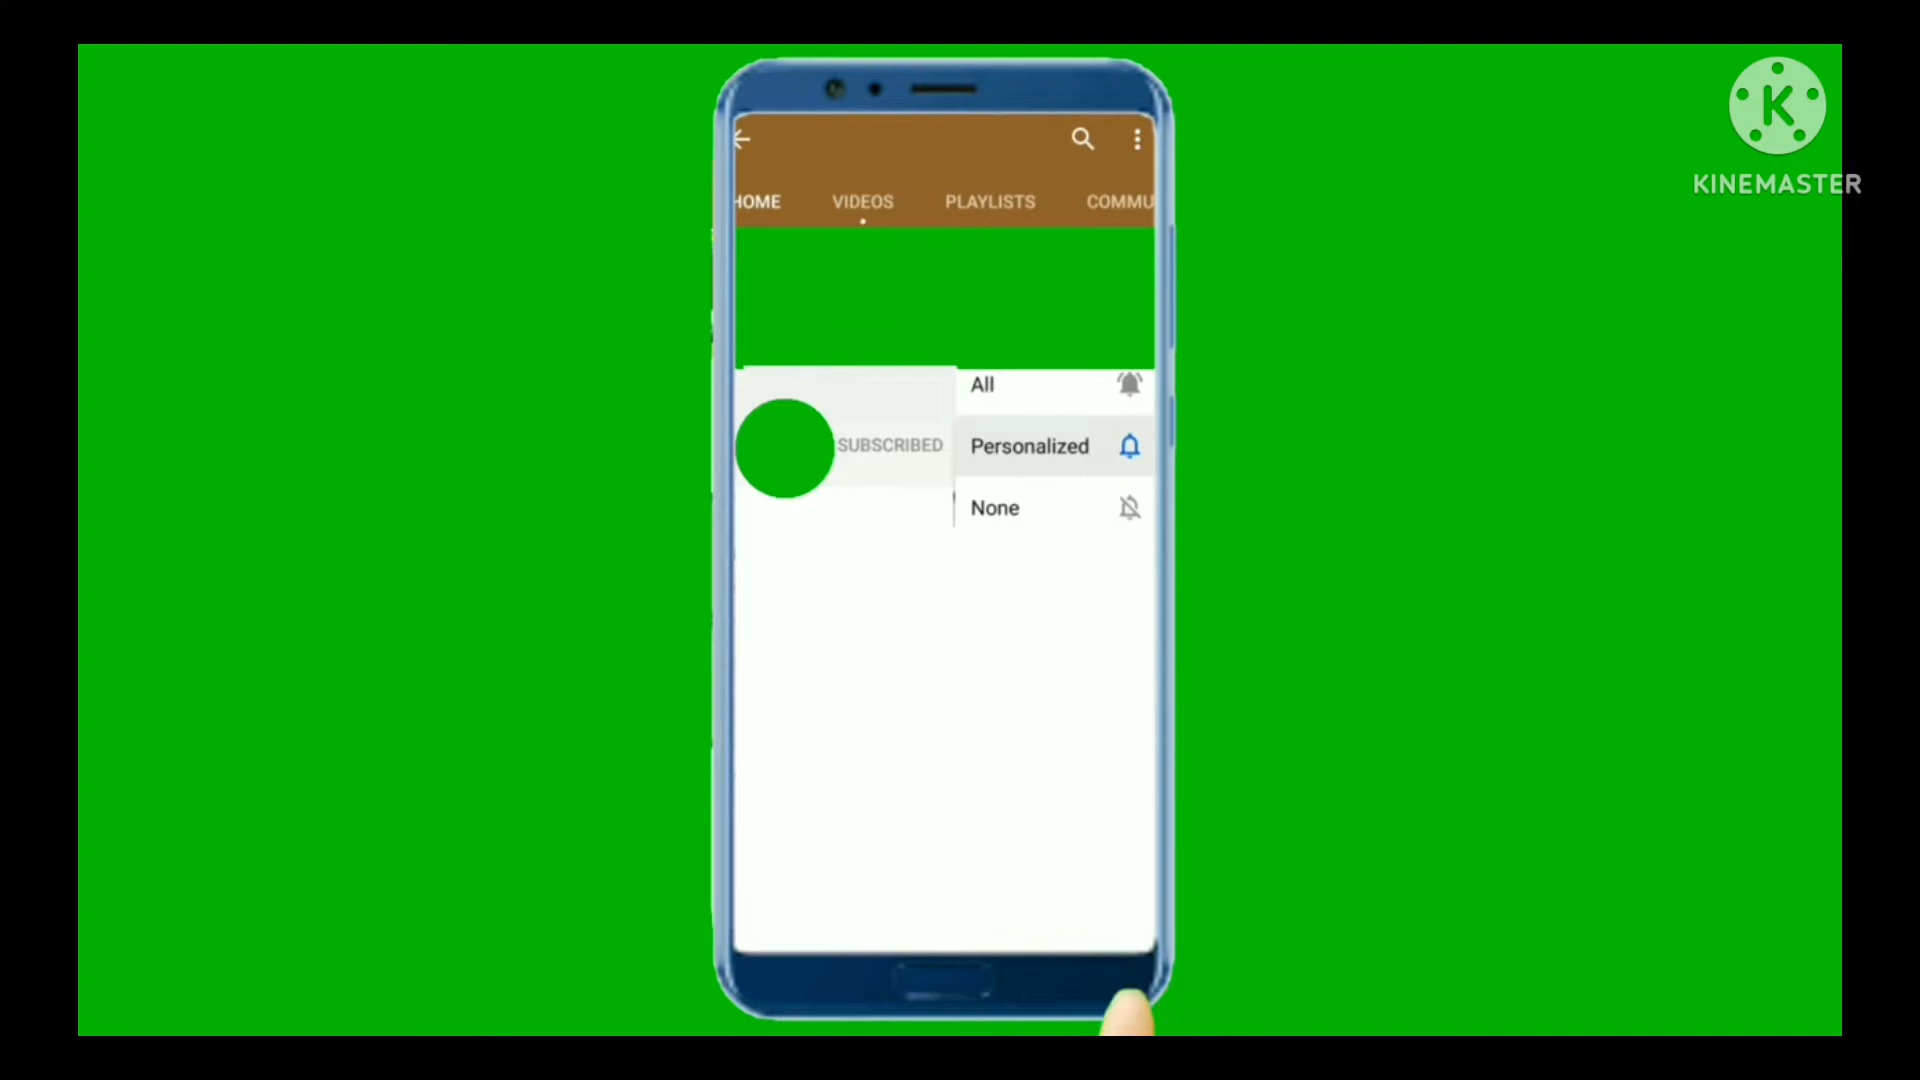 K
KINEMASTER
HOME VIDEOS PLAYLISTS COMMU
All
SUBSCRIBED Personalized
None